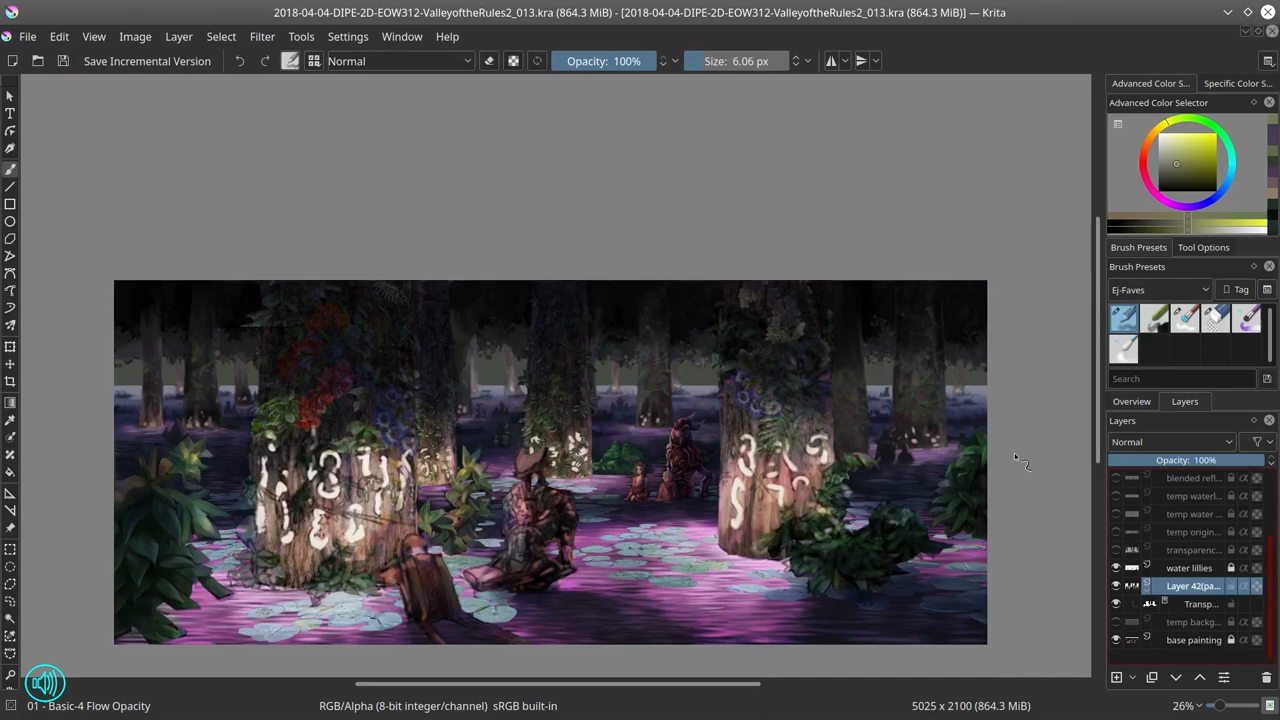 2018-04-04-DIPE-2D-EOW312-ValleyoftheRules2_013.kra (864.3 MiB) - [2018-04-04-DIPE-2D-EOW312-ValleyoftheRules2_013.kra (864.3 MiB)] — Krita
File Edit View Image Layer Select Filter Tools Settings Window Help
Save Incremental Version Normal Opacity: 100% Size: 6.06 px
Advanced Color S... Specific Color S...
Advanced Color Selector
Brush Presets Tool Options
Brush Presets
Ej-Faves Tag
Search
Overview Layers
Layers
Normal
Opacity: 100%
blended refl...
temp waterl...
temp water ...
temp origin...
transparenc...
water lillies
Layer 42(pa...
Transp...
temp backg...
base painting
01 - Basic-4 Flow Opacity RGB/Alpha (8-bit integer/channel) sRGB built-in 5025 x 2100 (864.3 MiB) 26%